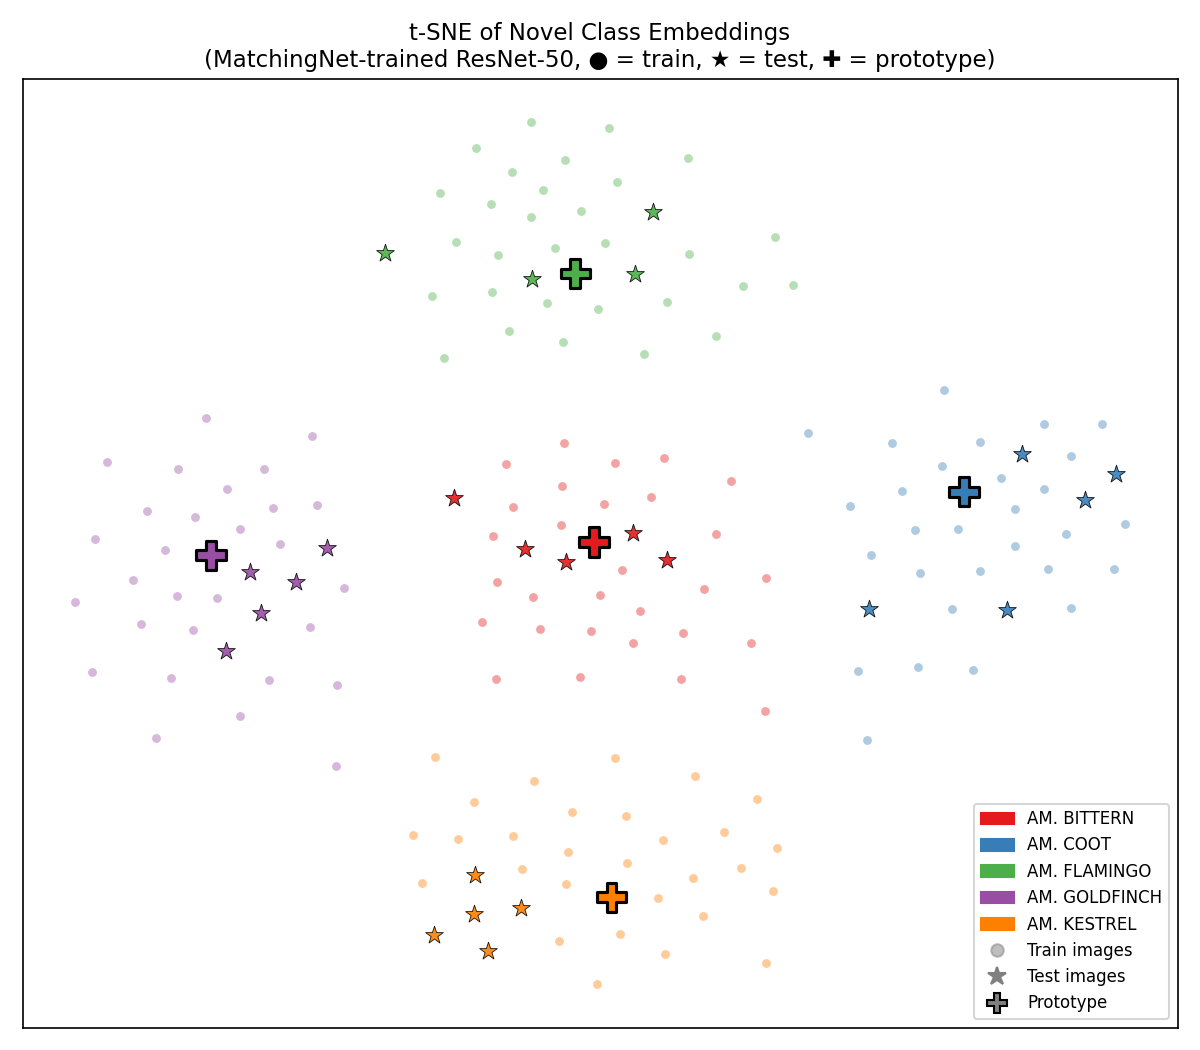 t-SNE of Novel Class Embeddings
(MatchingNet-trained ResNet-50, ● = train, ★ = test, ✚ = prototype)
AM. BITTERN
AM. COOT
AM. FLAMINGO
AM. GOLDFINCH
AM. KESTREL
Train images
Test images
Prototype